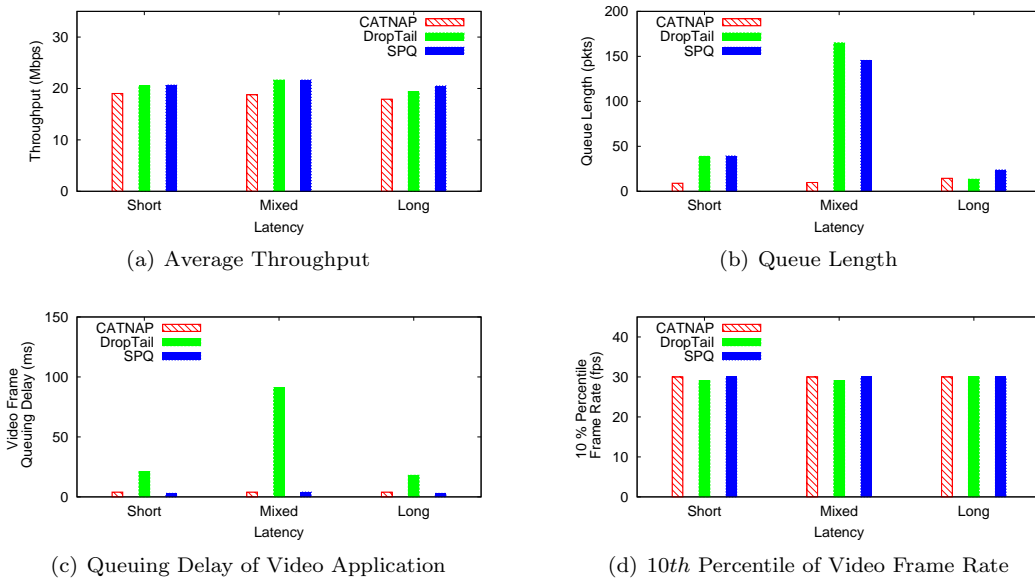 Throughput (Mbps)
30
20
10
0
CATNAP
DropTail
SPQ
Short Mixed Long
Latency
(a) Average Throughput
Queue Length (pkts)
200
150
100
50
0
CATNAP
DropTail
SPQ
Short Mixed Long
Latency
(b) Queue Length
Video Frame
Queuing Delay (ms)
150
100
50
0
CATNAP
DropTail
SPQ
Short Mixed Long
Latency
(c) Queuing Delay of Video Application
10 % Percentile
Frame Rate (fps)
40
30
20
10
0
CATNAP
DropTail
SPQ
Short Mixed Long
Latency
(d) 10th Percentile of Video Frame Rate